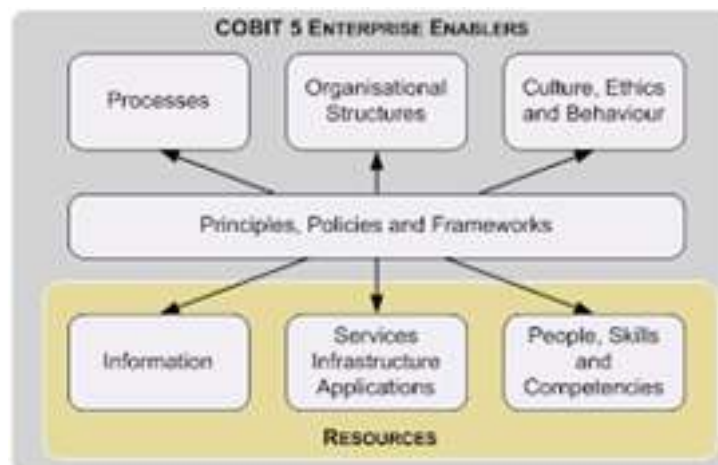 COBIT 5 ENTERPRISE ENABLERS
Processes
Organisational
Structures
Culture, Ethics
and Behaviour
Principles, Policies and Frameworks
Information
Services
Infrastructure
Applications
People, Skills
and
Competencies
RESOURCES